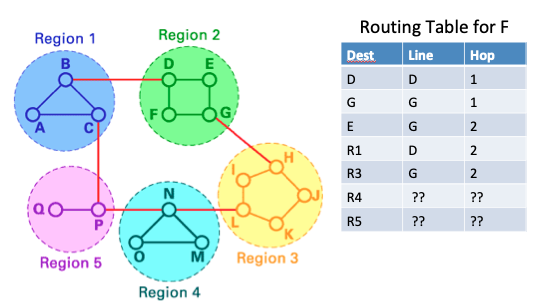 Routing Table for F
Region 1
Region 2
B
D
E
A
C
F
G
H
I
J
L
K
Region 3
Q
P
Region 5
N
O
M
Region 4
Dest Line Hop
D D 1
G G 1
E G 2
R1 D 2
R3 G 2
R4 ?? ??
R5 ?? ??